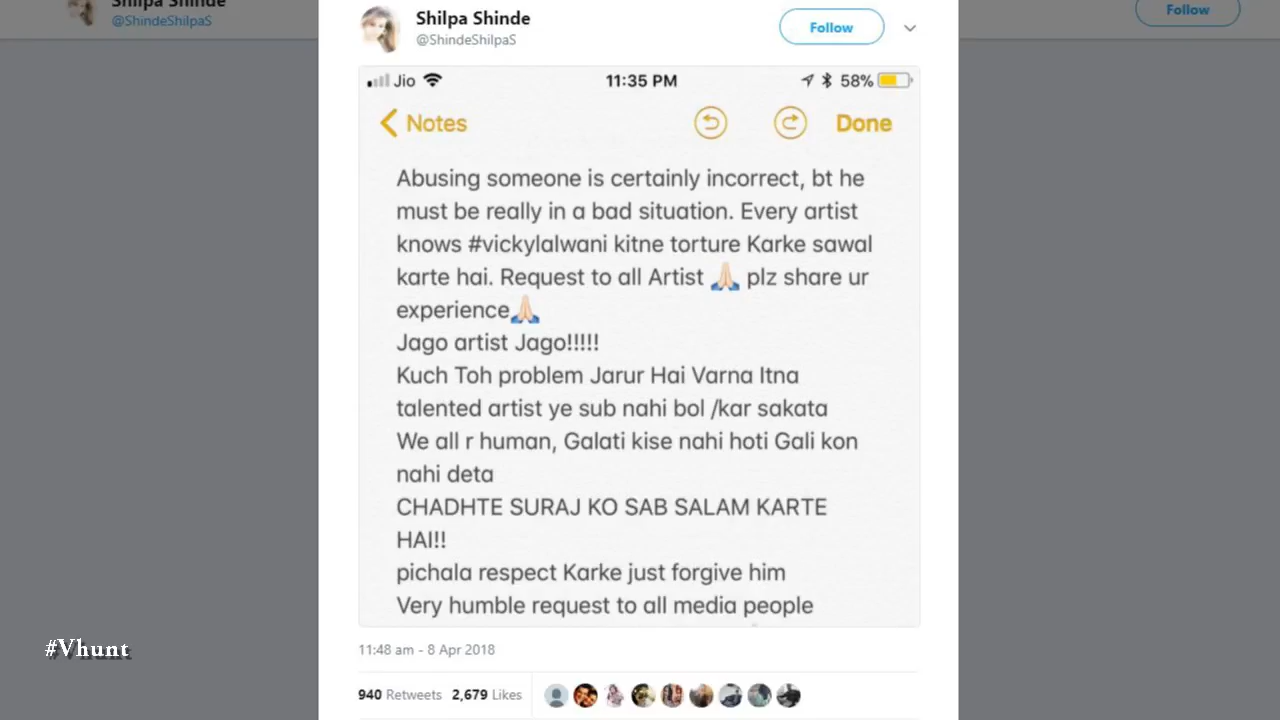 Shilpa Shinde
@ShindeShilpaS
Follow
Shilpa Shinde
@ShindeShilpaS
Follow
Jio 11:35 PM 58%
Notes Done
Abusing someone is certainly incorrect, bt he
must be really in a bad situation. Every artist
knows #vickylalwani kitne torture Karke sawal
karte hai. Request to all Artist 🙏🏻 plz share ur
experience🙏🏻
Jago artist Jago!!!!!
Kuch Toh problem Jarur Hai Varna Itna
talented artist ye sub nahi bol /kar sakata
We all r human, Galati kise nahi hoti Gali kon
nahi deta
CHADHTE SURAJ KO SAB SALAM KARTE
HAI!!
pichala respect Karke just forgive him
Very humble request to all media people
11:48 am - 8 Apr 2018
940 Retweets 2,679 Likes
#Vhunt